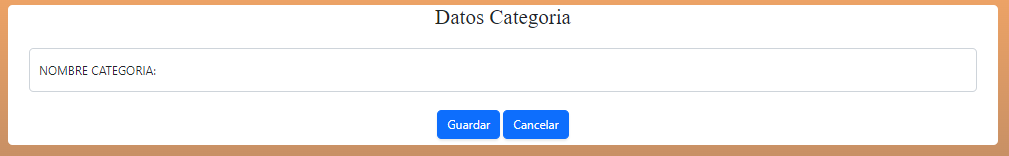 Datos Categoria
NOMBRE CATEGORIA:
Guardar Cancelar